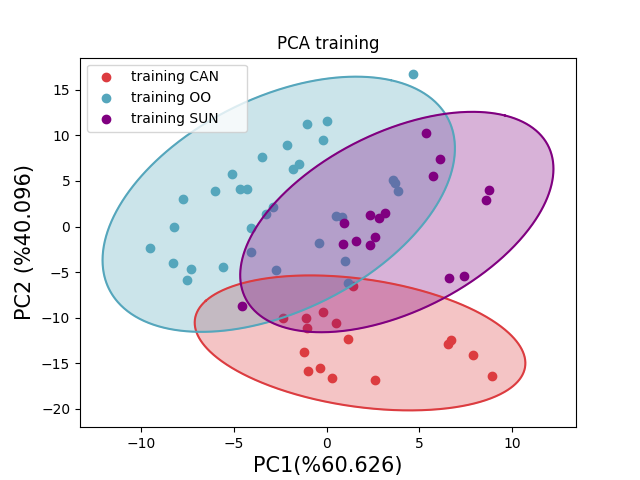 PCA training
training CAN
training OO
training SUN
15
10
5
0
−5
−10
−15
−20
PC2 (%40.096)
−10
−5
0
5
10
PC1(%60.626)